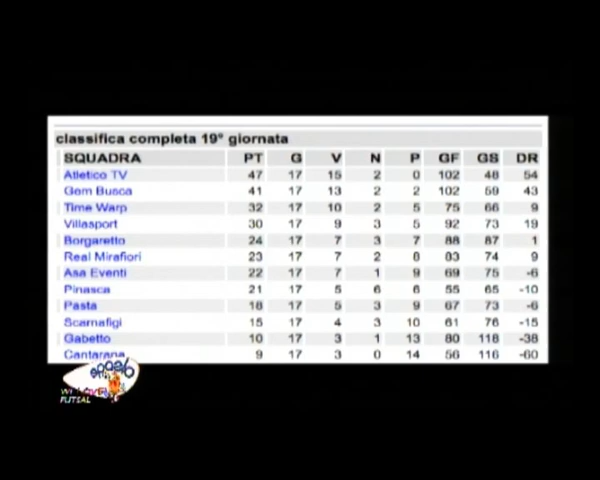 classifica completa 19° giornata
SQUADRA PT G V N P GF GS DR
Atletico TV 47 17 15 2 0 102 48 54
Gem Busca 41 17 13 2 2 102 59 43
Time Warp 32 17 10 2 5 75 66 9
Villasport 30 17 9 3 5 92 73 19
Borgaretto 24 17 7 3 7 88 87 1
Real Mirafiori 23 17 7 2 8 83 74 9
Asa Eventi 22 17 7 1 9 69 75 -6
Pinasca 21 17 5 6 6 55 65 -10
Pasta 18 17 5 3 9 67 73 -6
Scarnafigi 15 17 4 3 10 61 76 -15
Gabetto 10 17 3 1 13 80 118 -38
Cantarana 9 17 3 0 14 56 116 -60
FUTSAL